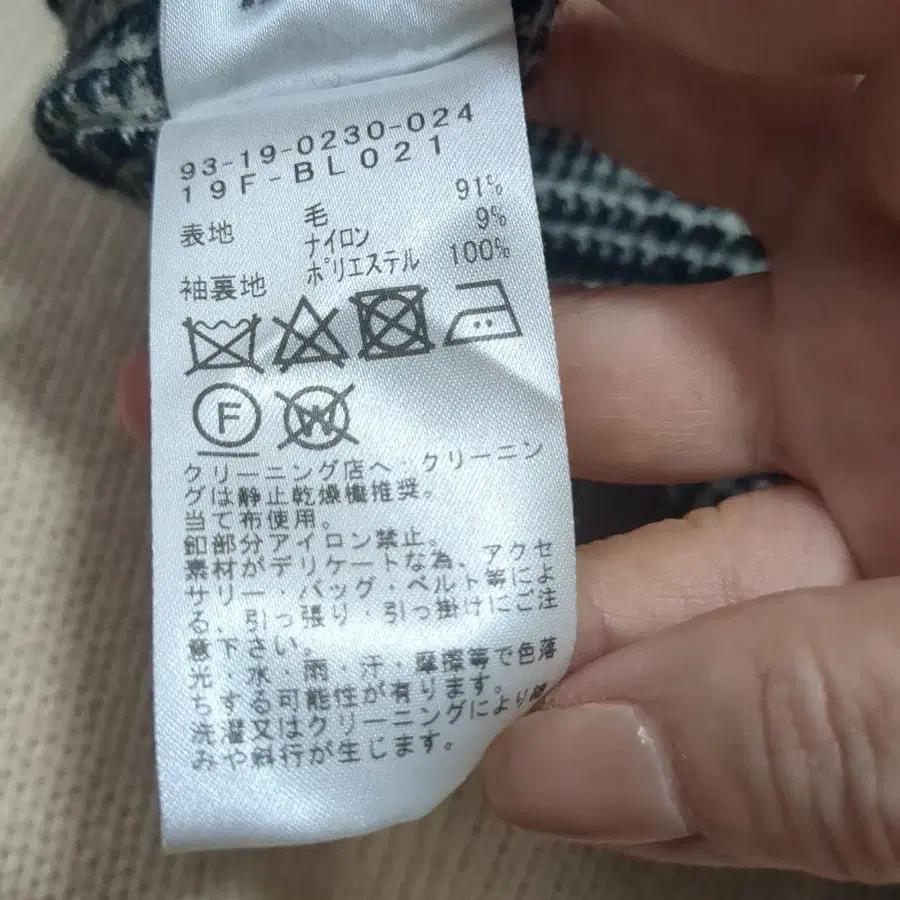 93-19-0230-024
19F-BL021
表地 毛 91%
ナイロン 9%
袖裏地 ポリエステル 100%
F W
クリーニング店へ・クリーニン
グは静止乾燥機推奨。
当て布使用。
釦部分アイロン禁止。
素材がデリケートな為、アクセ
サリー・バッグ・ベルト等によ
る、引っ張り・引っ掛けにご注
意下さい。
光・水・雨・汗・摩擦等で色落
ちする可能性が有ります。
洗濯又はクリーニングにより
みや斜行が生じます。